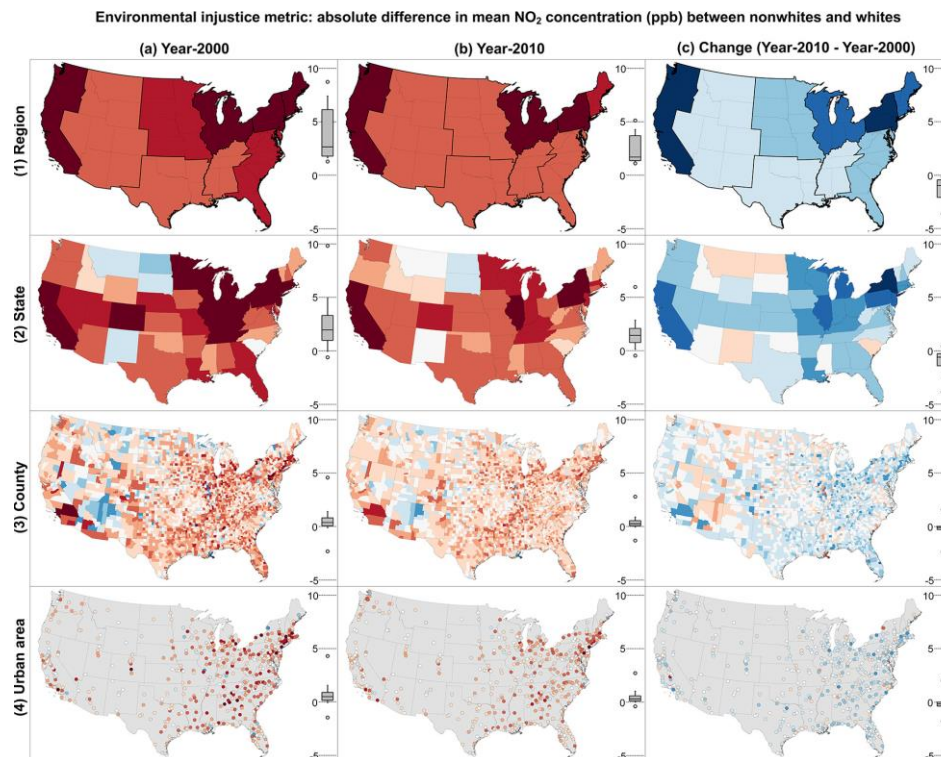 Environmental injustice metric: absolute difference in mean NO₂ concentration (ppb) between nonwhites and whites
(a) Year-2000 (b) Year-2010 (c) Change (Year-2010 - Year-2000)
(1) Region
10 10 10
5 5 5
0 0 0
-5 -5 -5
(2) State
10 10 10
5 5 5
0 0 0
-5 -5 -5
(3) County
10 10 10
5 5 5
0 0 0
-5 -5 -5
(4) Urban area
10 10 10
5 5 5
0 0 0
-5 -5 -5